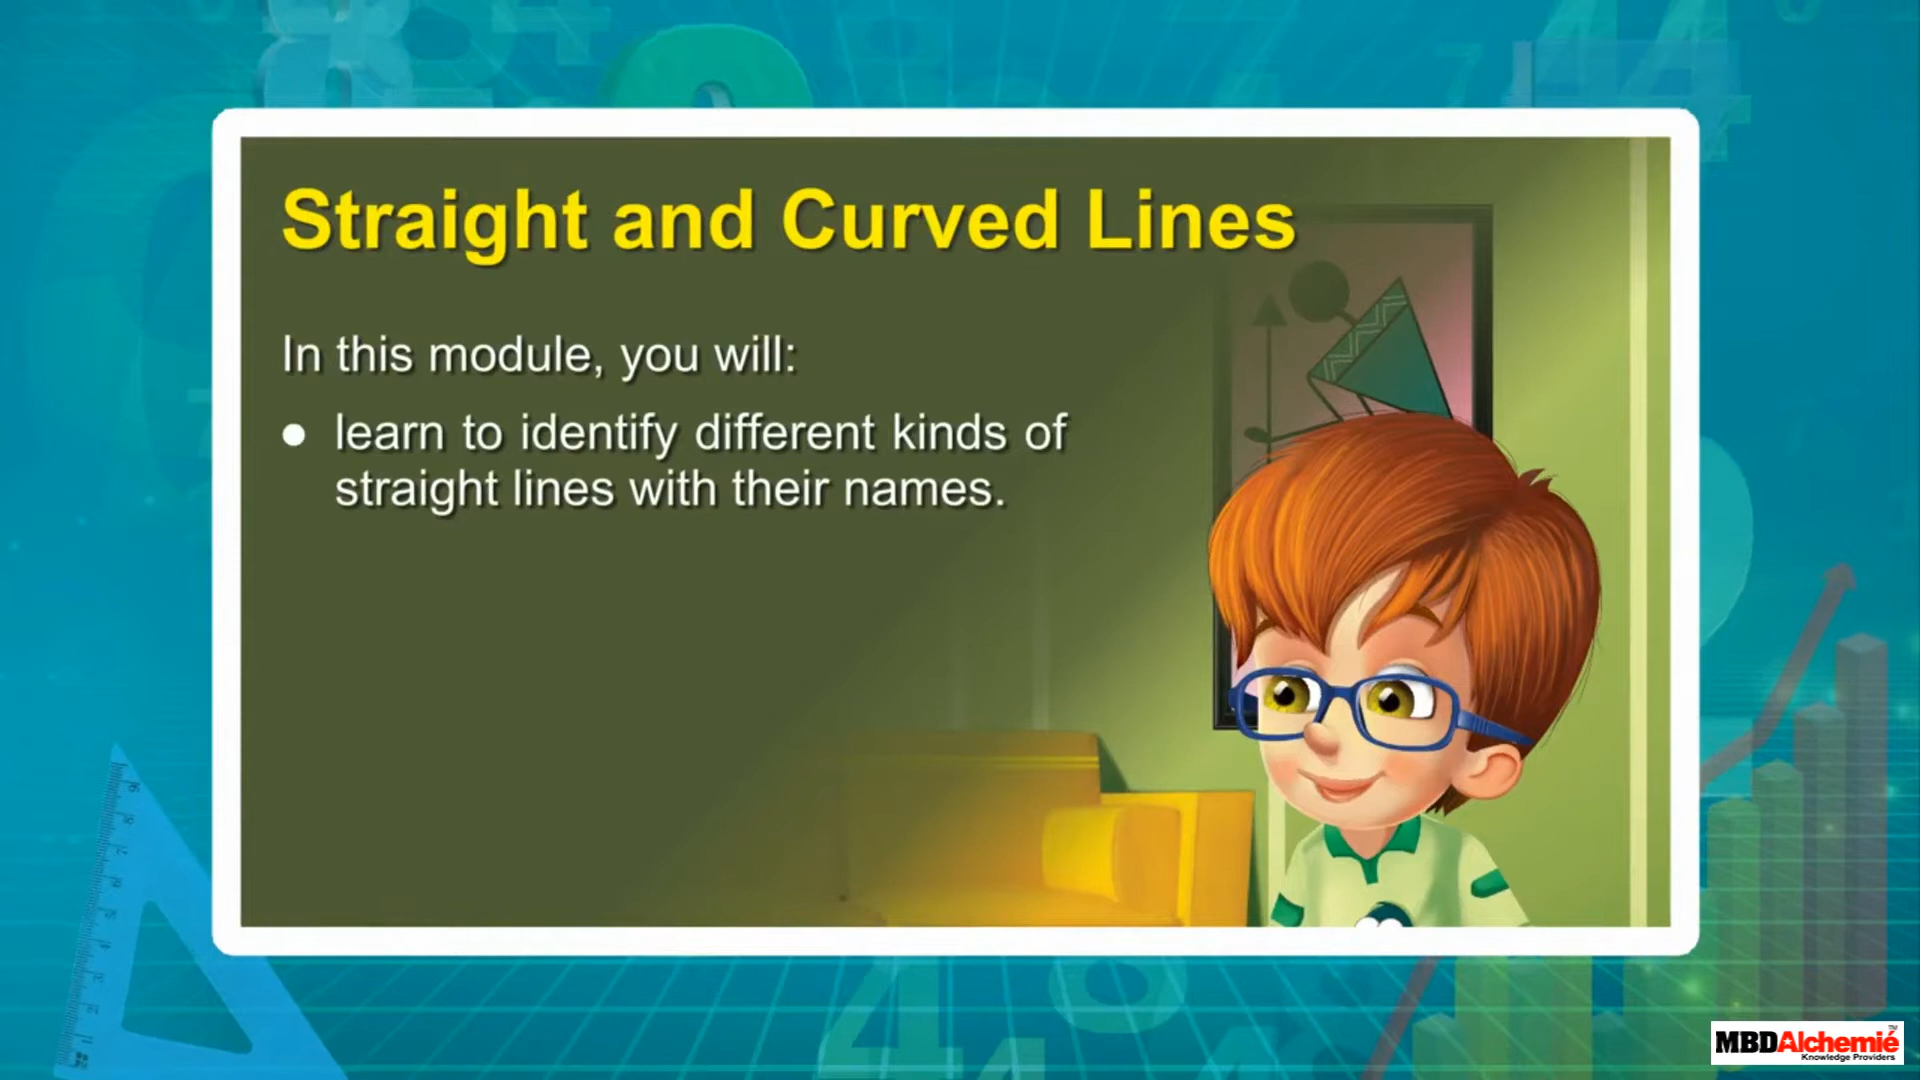 Straight and Curved Lines
In this module, you will:
● learn to identify different kinds of
straight lines with their names.
MBDAlchemié™
Knowledge Providers